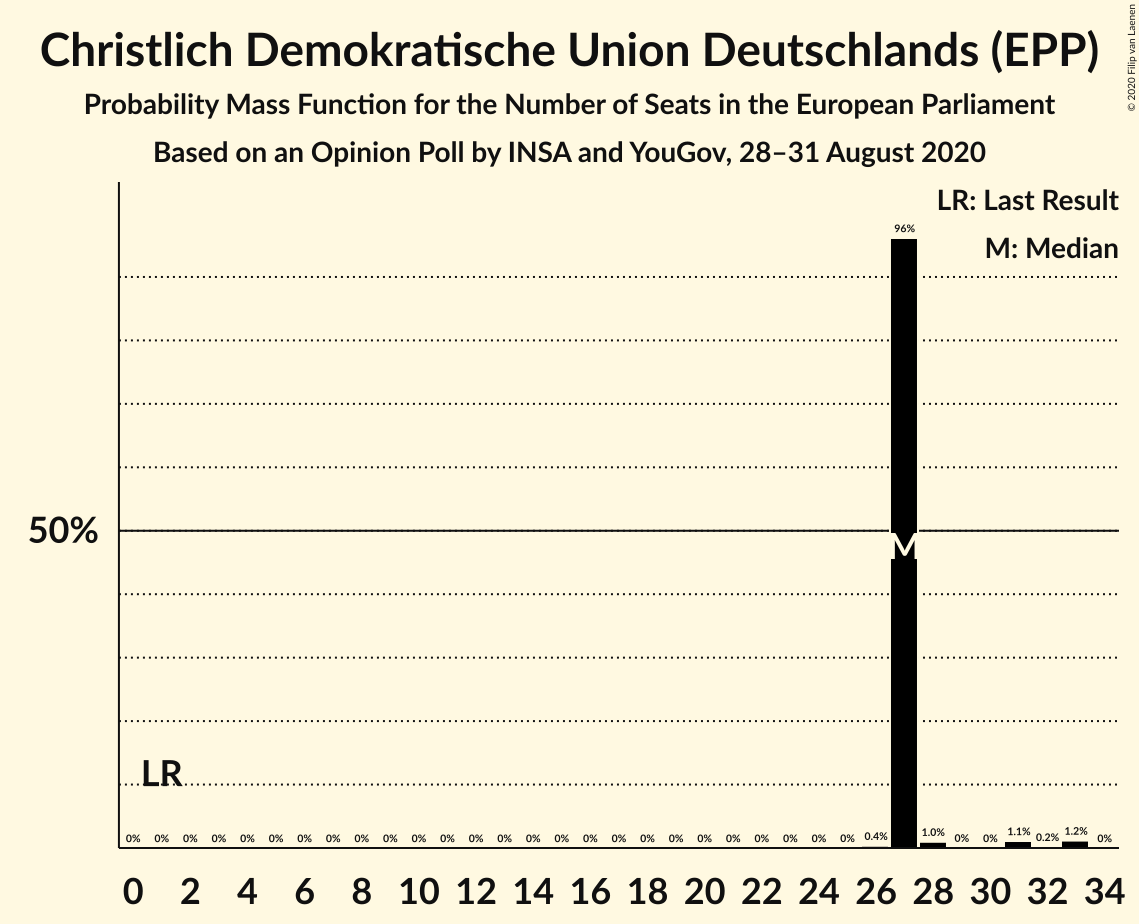 Christlich Demokratische Union Deutschlands (EPP)
Probability Mass Function for the Number of Seats in the European Parliament
Based on an Opinion Poll by INSA and YouGov, 28–31 August 2020
© 2020 Filip van Laenen
LR: Last Result
M: Median
96%
50%
M
LR
0% 0% 0% 0% 0% 0% 0% 0% 0% 0% 0% 0% 0% 0% 0% 0% 0% 0% 0% 0% 0% 0% 0% 0% 0% 0% 0.4% 1.0% 0% 0% 1.1% 0.2% 1.2% 0%
0 2 4 6 8 10 12 14 16 18 20 22 24 26 28 30 32 34